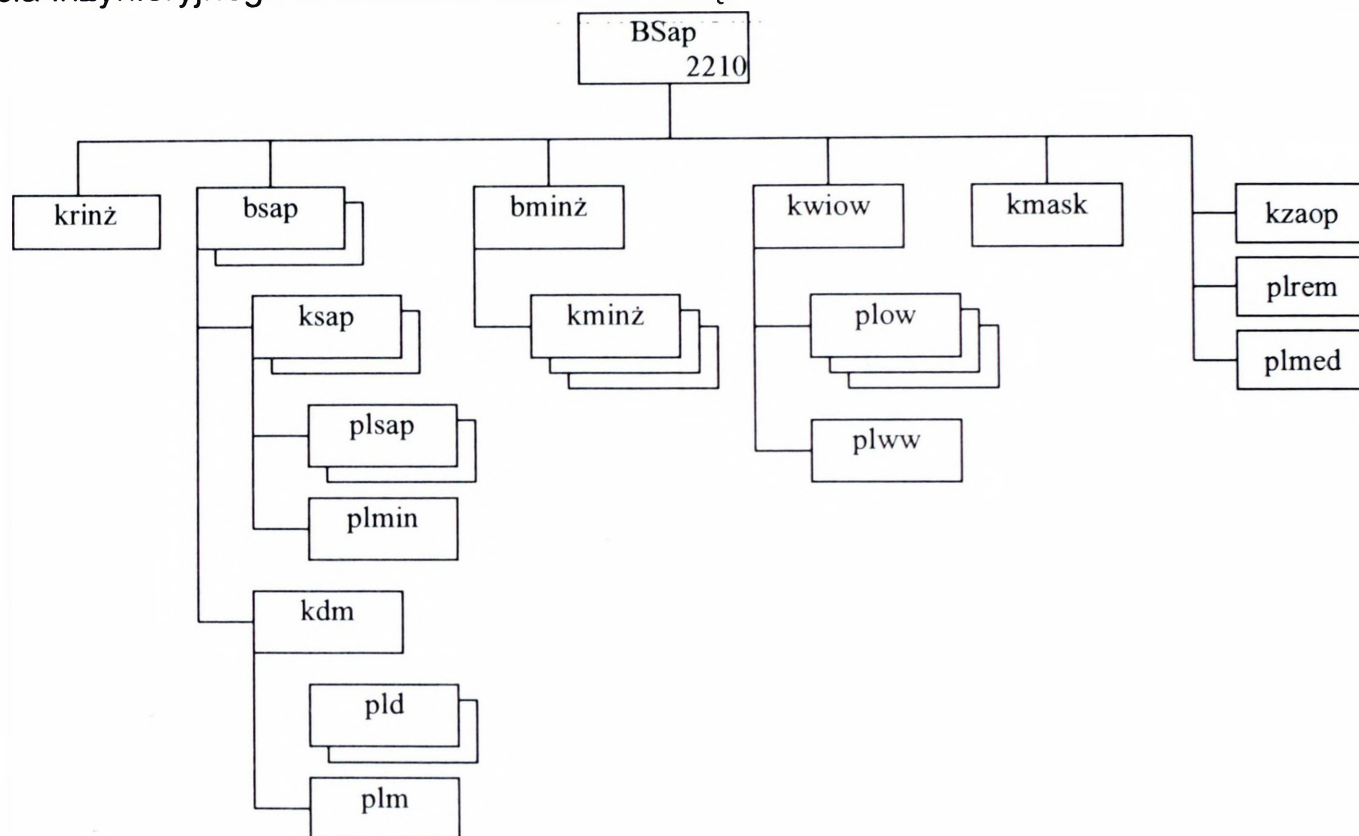 BSap
2210
krinż
bsap
bminż
kwiow
kmask
kzaop
plrem
plmed
ksap
kminż
plow
plsap
plww
plmin
kdm
pld
plm